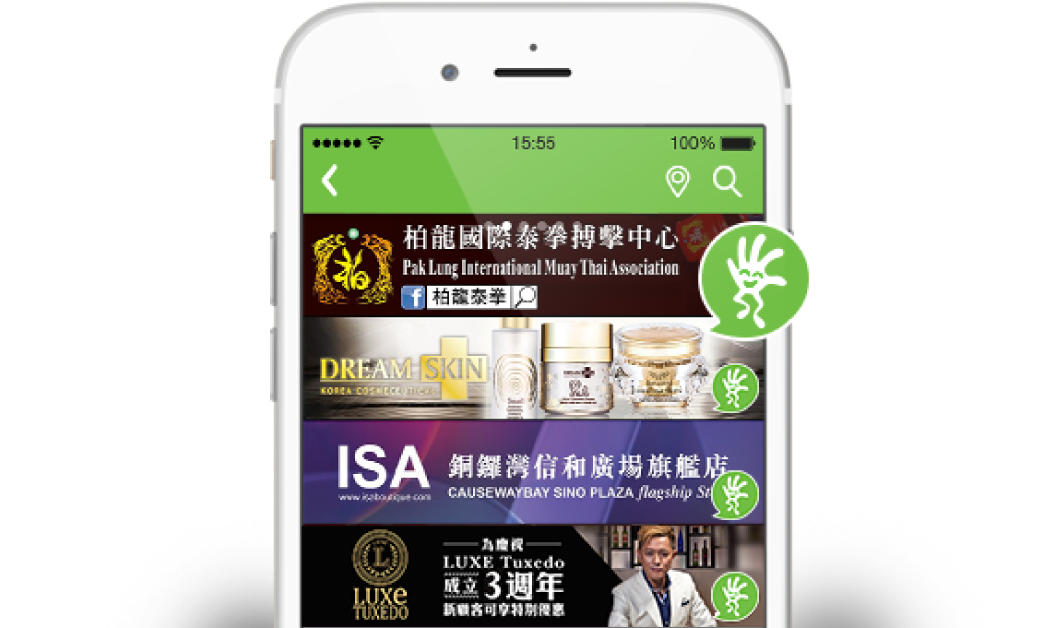 15:55
100%
柏
柏龍國際泰拳搏擊中心
Pak Lung International Muay Thai Association
f 柏龍泰拳
DREAM SKIN
KOREA COSMECEUTICAL
ISA
www.isaboutique.com
銅鑼灣信和廣場旗艦店
CAUSEWAYBAY SINO PLAZA flagship St
L
LUXe
TUXEDO
為慶祝
LUXE Tuxedo
成立3週年
新顧客可享特別優惠